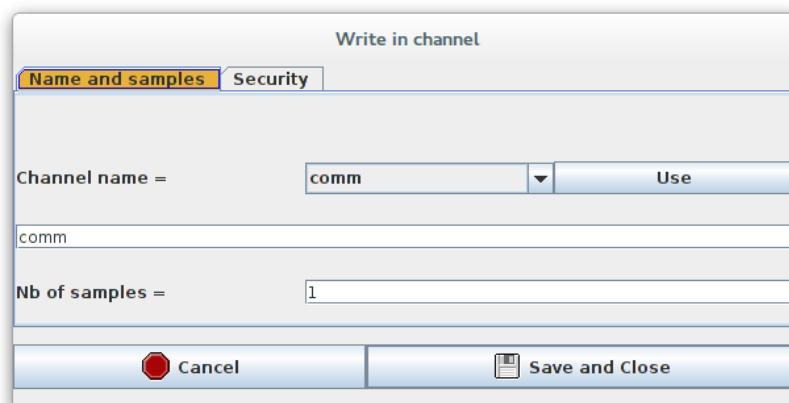 Write in channel
Name and samples Security
Channel name = comm Use
comm
Nb of samples = 1
Cancel Save and Close